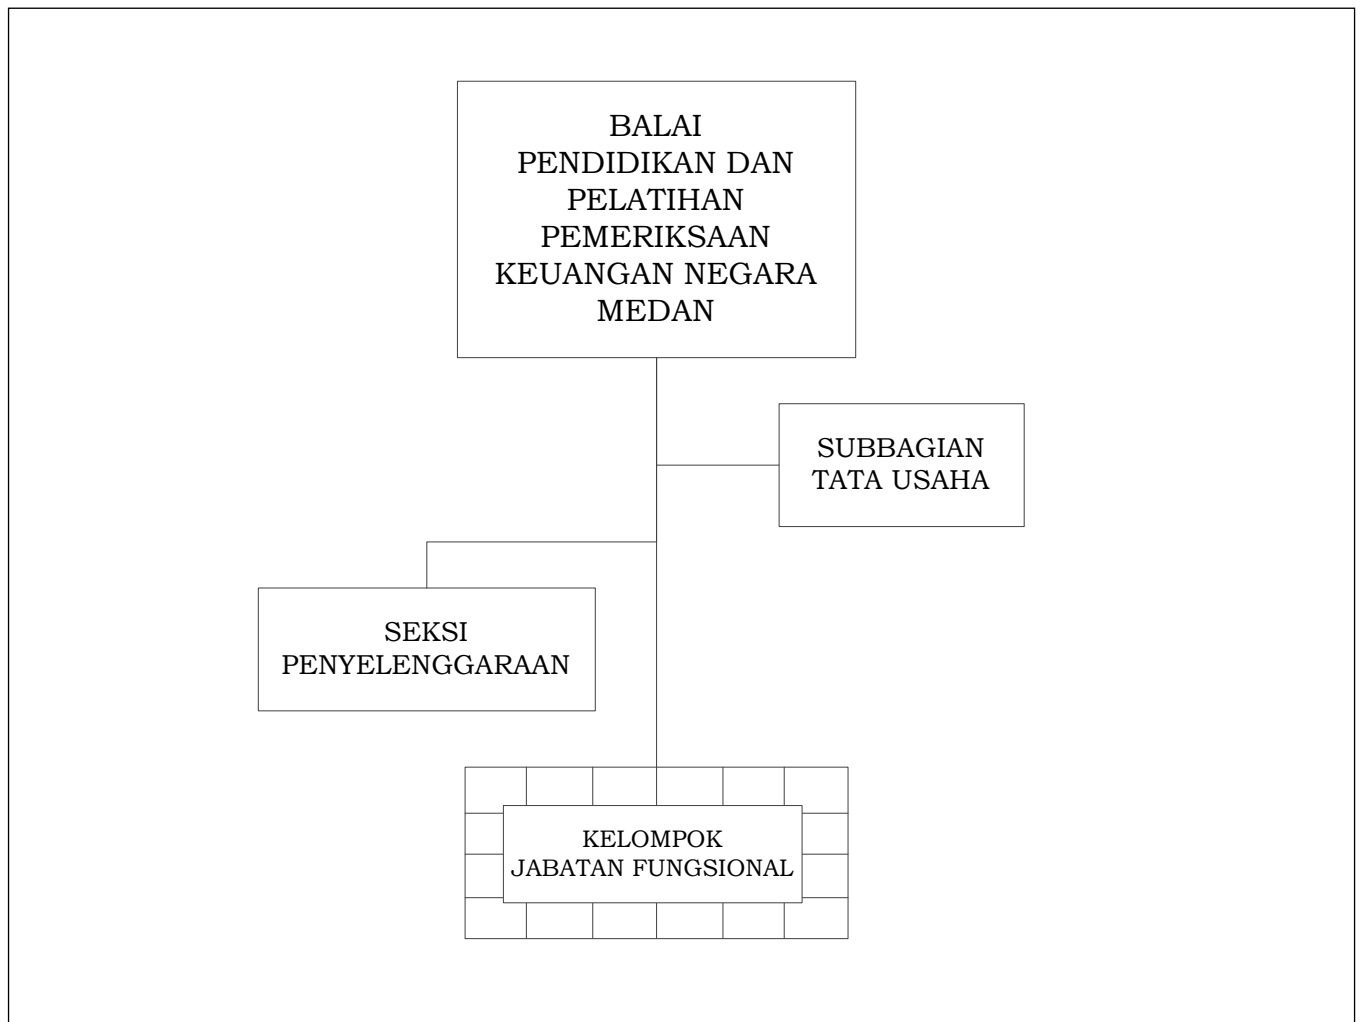 BALAI
PENDIDIKAN DAN
PELATIHAN
PEMERIKSAAN
KEUANGAN NEGARA
MEDAN
SUBBAGIAN
TATA USAHA
SEKSI
PENYELENGGARAAN
KELOMPOK
JABATAN FUNGSIONAL